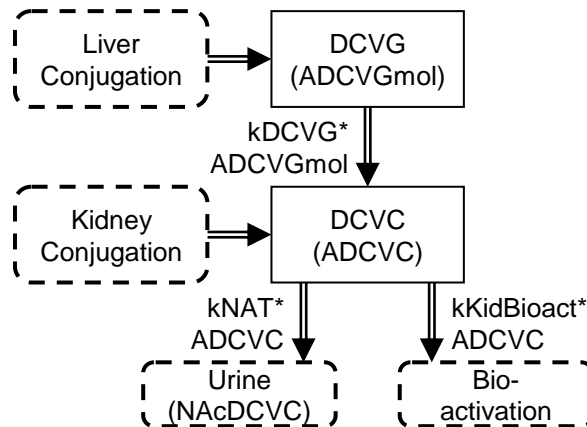 Liver
Conjugation
DCVG
(ADCVGmol)
kDCVG*
ADCVGmol
Kidney
Conjugation
DCVC
(ADCVC)
kNAT*
ADCVC
kKidBioact*
ADCVC
Urine
(NAcDCVC)
Bio-
activation